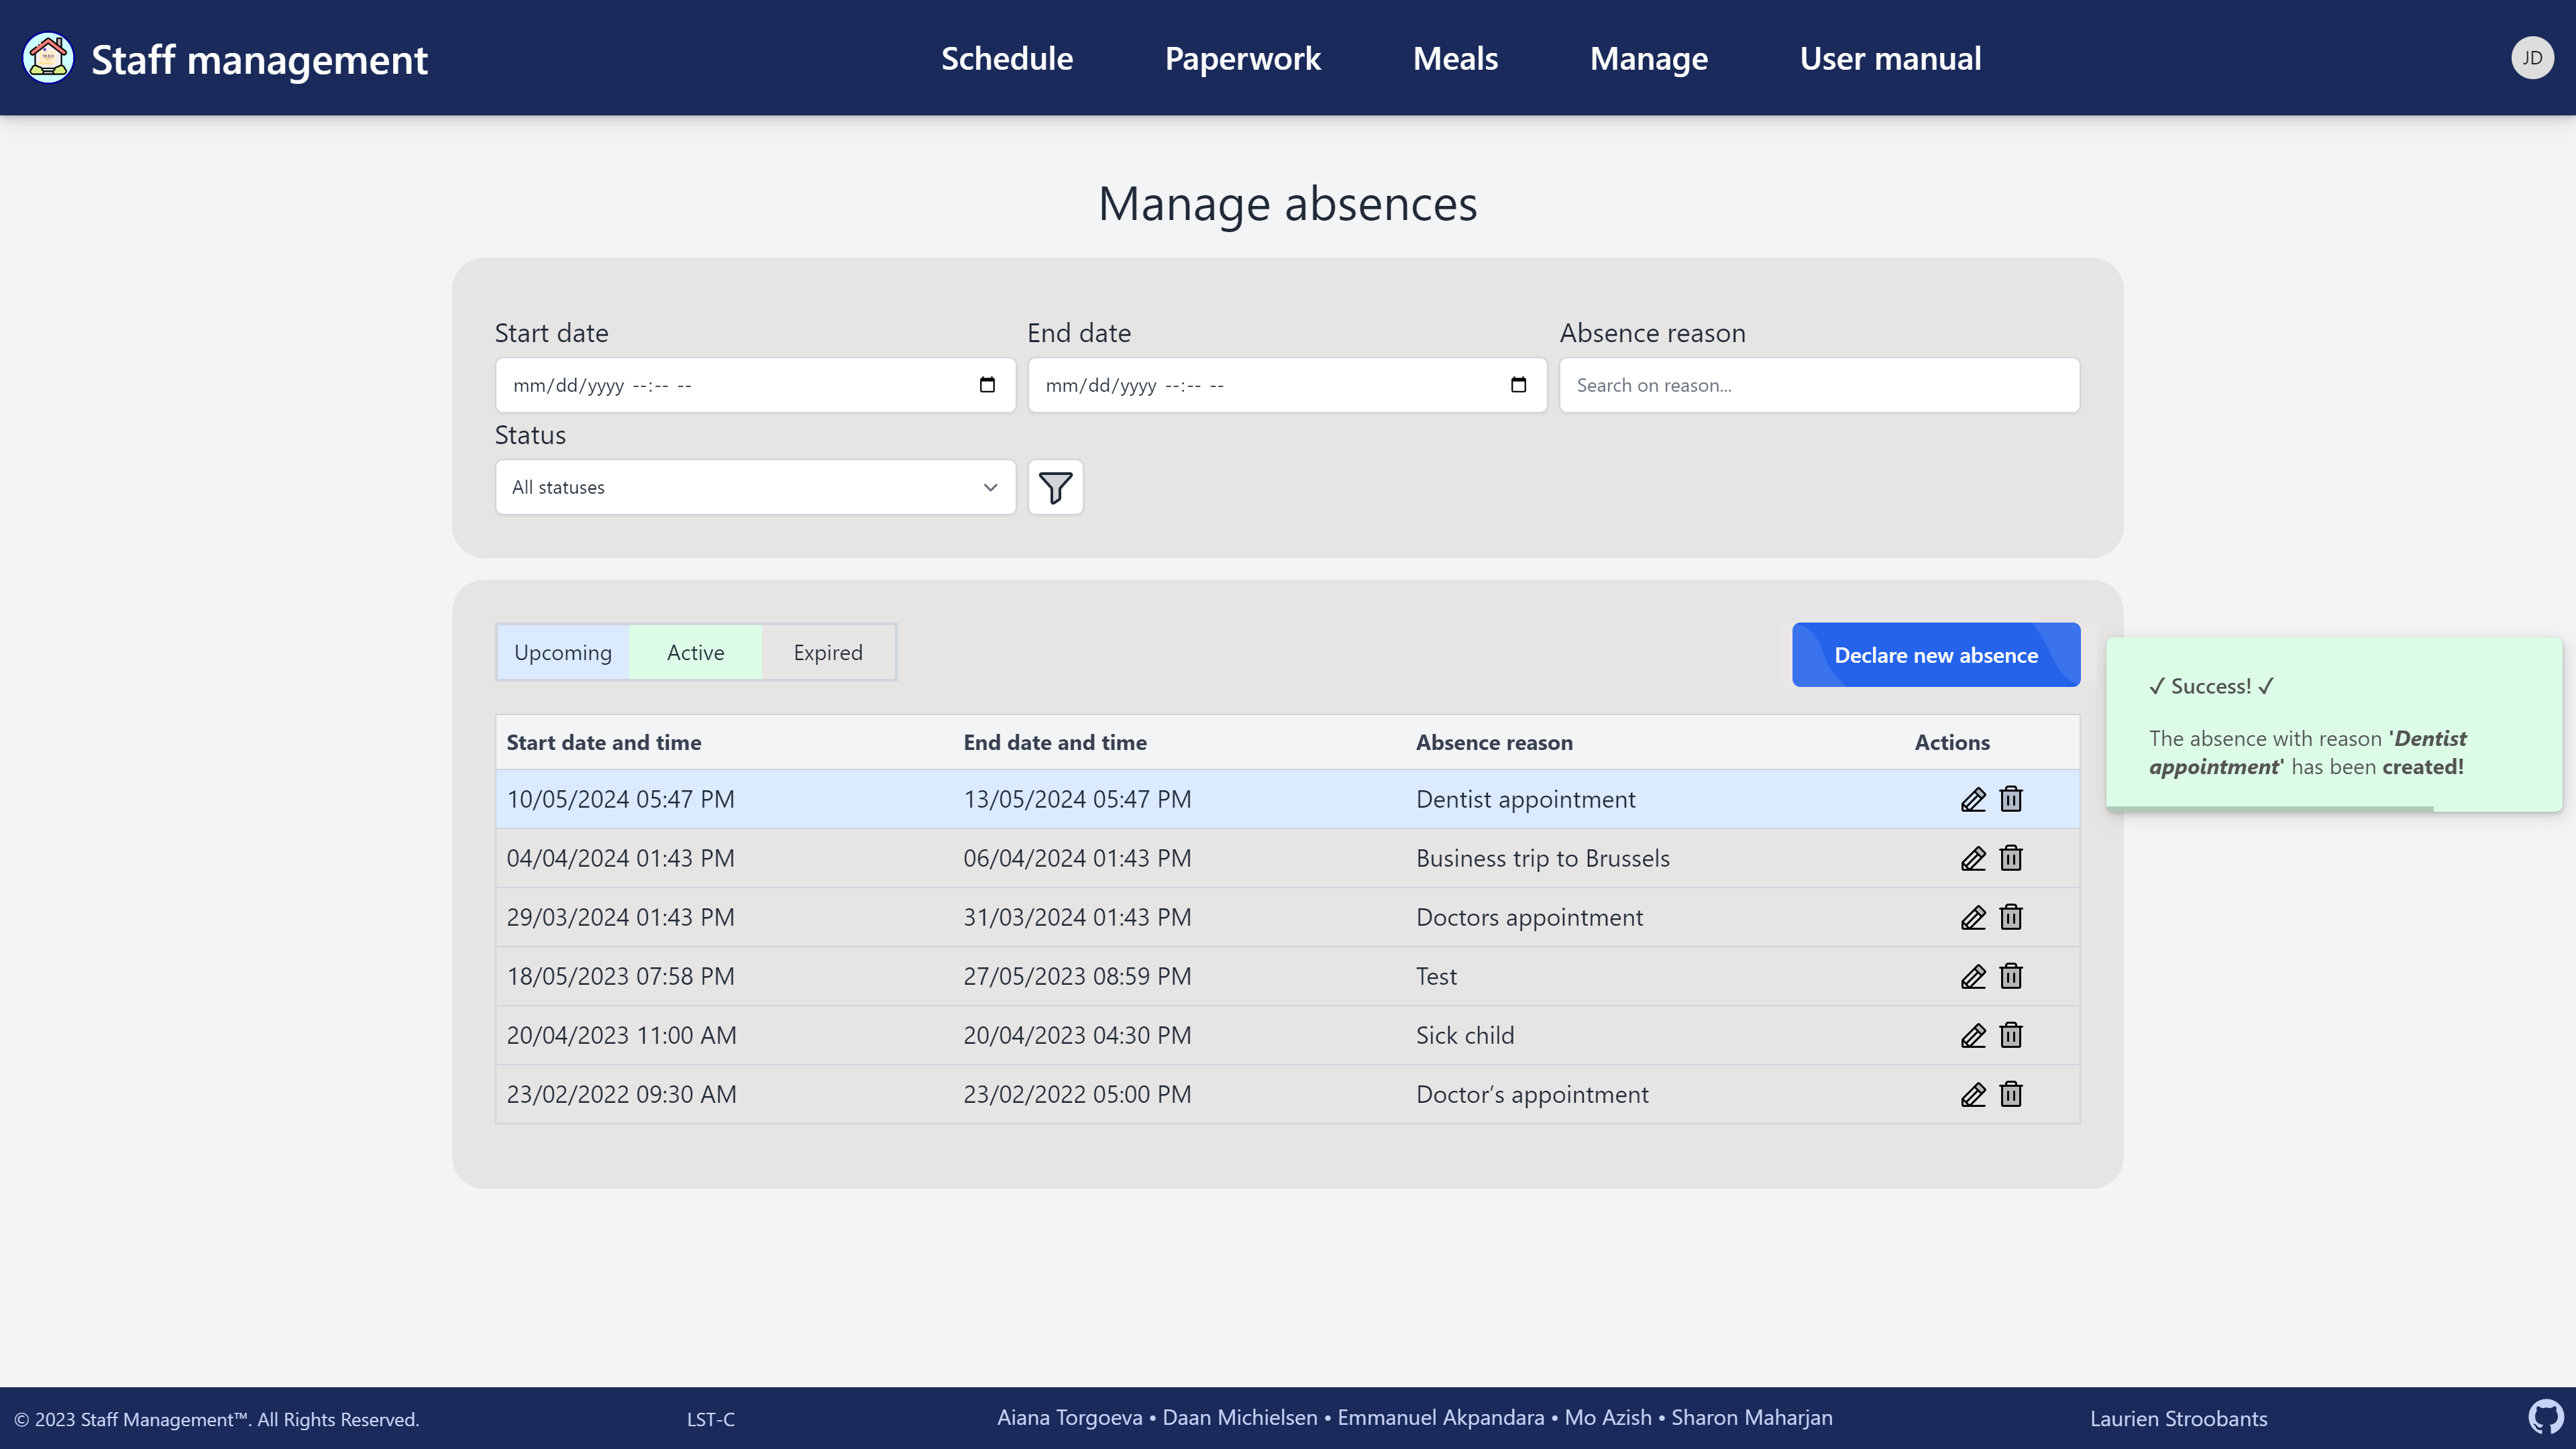 Staff management Schedule Paperwork Meals Manage User manual JD
Manage absences
Start date End date Absence reason
mm/dd/yyyy --:-- -- mm/dd/yyyy --:-- -- Search on reason...
Status
All statuses
Upcoming Active Expired Declare new absence
✓ Success! ✓
The absence with reason 'Dentist
appointment' has been created!
Start date and time End date and time Absence reason Actions
10/05/2024 05:47 PM 13/05/2024 05:47 PM Dentist appointment
04/04/2024 01:43 PM 06/04/2024 01:43 PM Business trip to Brussels
29/03/2024 01:43 PM 31/03/2024 01:43 PM Doctors appointment
18/05/2023 07:58 PM 27/05/2023 08:59 PM Test
20/04/2023 11:00 AM 20/04/2023 04:30 PM Sick child
23/02/2022 09:30 AM 23/02/2022 05:00 PM Doctor’s appointment
© 2023 Staff Management™. All Rights Reserved. LST-C Aiana Torgoeva • Daan Michielsen • Emmanuel Akpandara • Mo Azish • Sharon Maharjan Laurien Stroobants